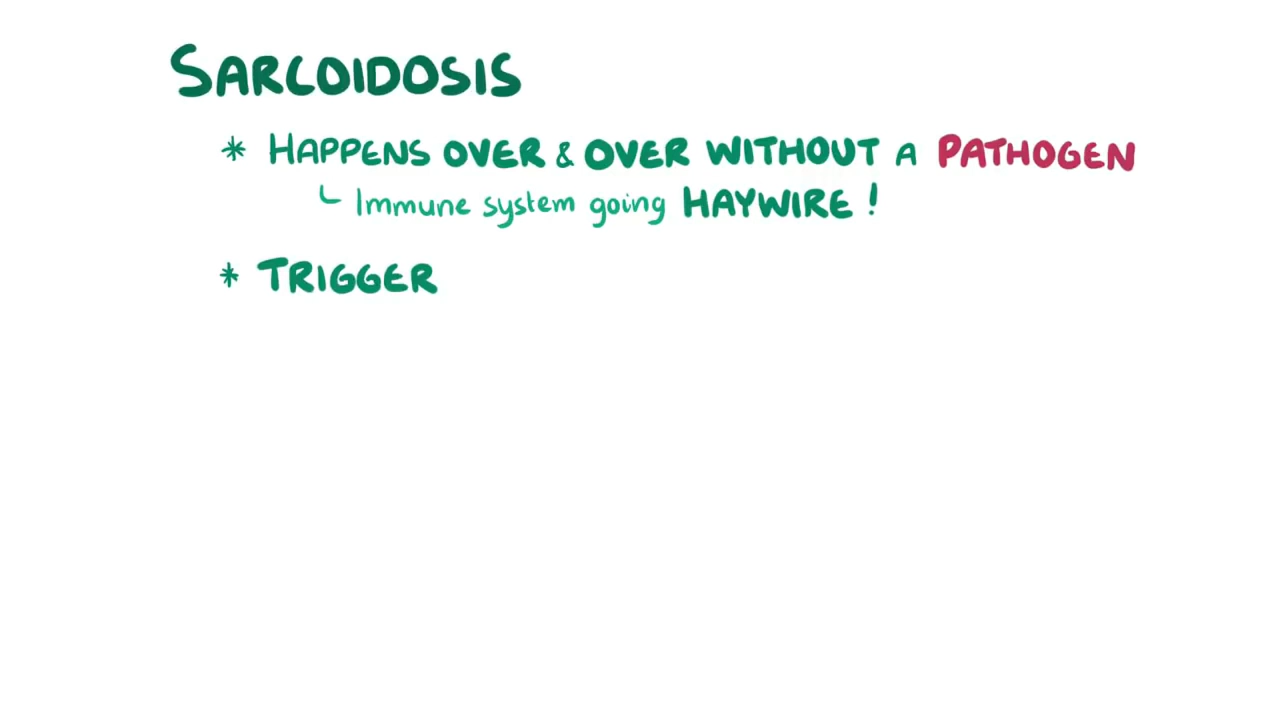 SARCOIDOSIS
* HAPPENS OVER & OVER WITHOUT A PATHOGEN
Immune system going HAYWIRE!
* TRIGGER